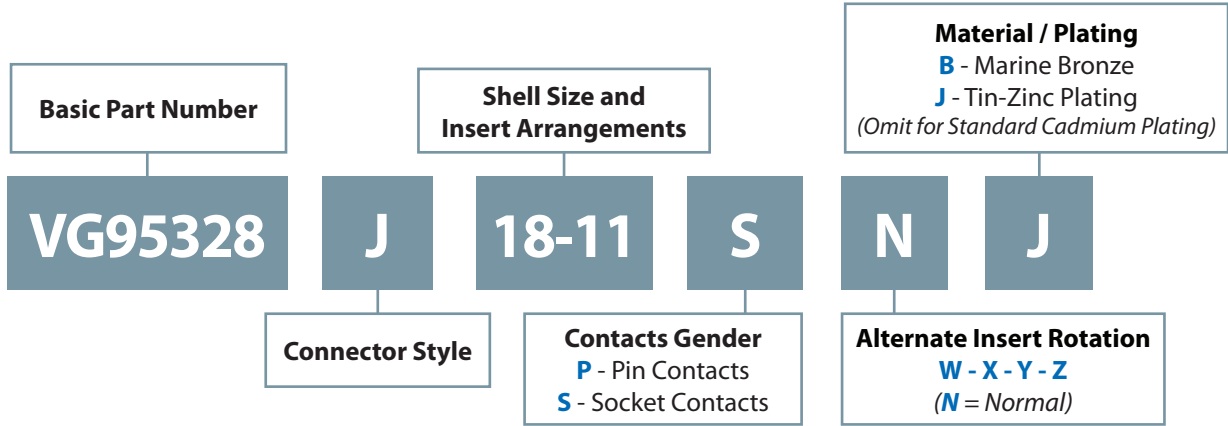 Material / Plating
B - Marine Bronze
J - Tin-Zinc Plating
(Omit for Standard Cadmium Plating)
Basic Part Number
Shell Size and
Insert Arrangements
VG95328 J 18-11 S N J
Connector Style
Contacts Gender
P - Pin Contacts
S - Socket Contacts
Alternate Insert Rotation
W - X - Y - Z
(N = Normal)